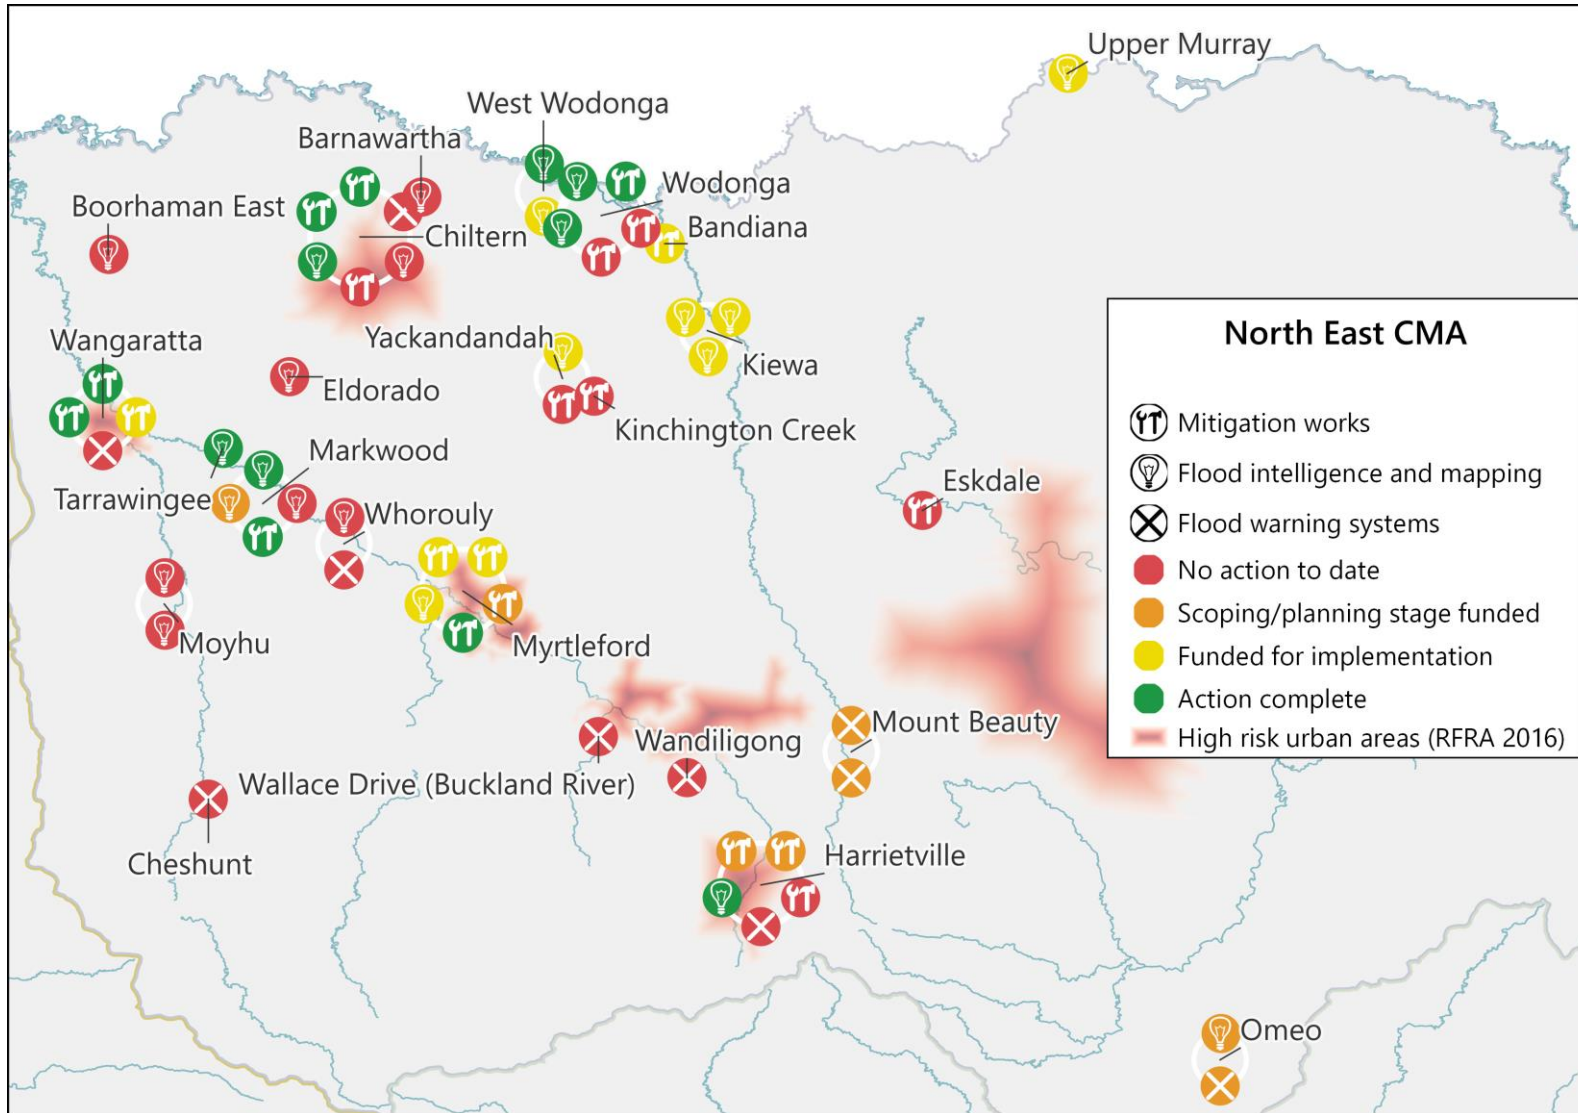 Upper Murray
West Wodonga
Barnawartha
Wodonga
Boorhaman East
Bandiana
Chiltern
Wangaratta
Yackandandah
Kiewa
Eldorado
Kinchington Creek
Markwood
Tarrawingee
Whorouly
Eskdale
Moyhu
Myrtleford
Mount Beauty
Wandiligong
Wallace Drive (Buckland River)
Cheshunt
Harrietville
Omeo
North East CMA
Mitigation works
Flood intelligence and mapping
Flood warning systems
No action to date
Scoping/planning stage funded
Funded for implementation
Action complete
High risk urban areas (RFRA 2016)